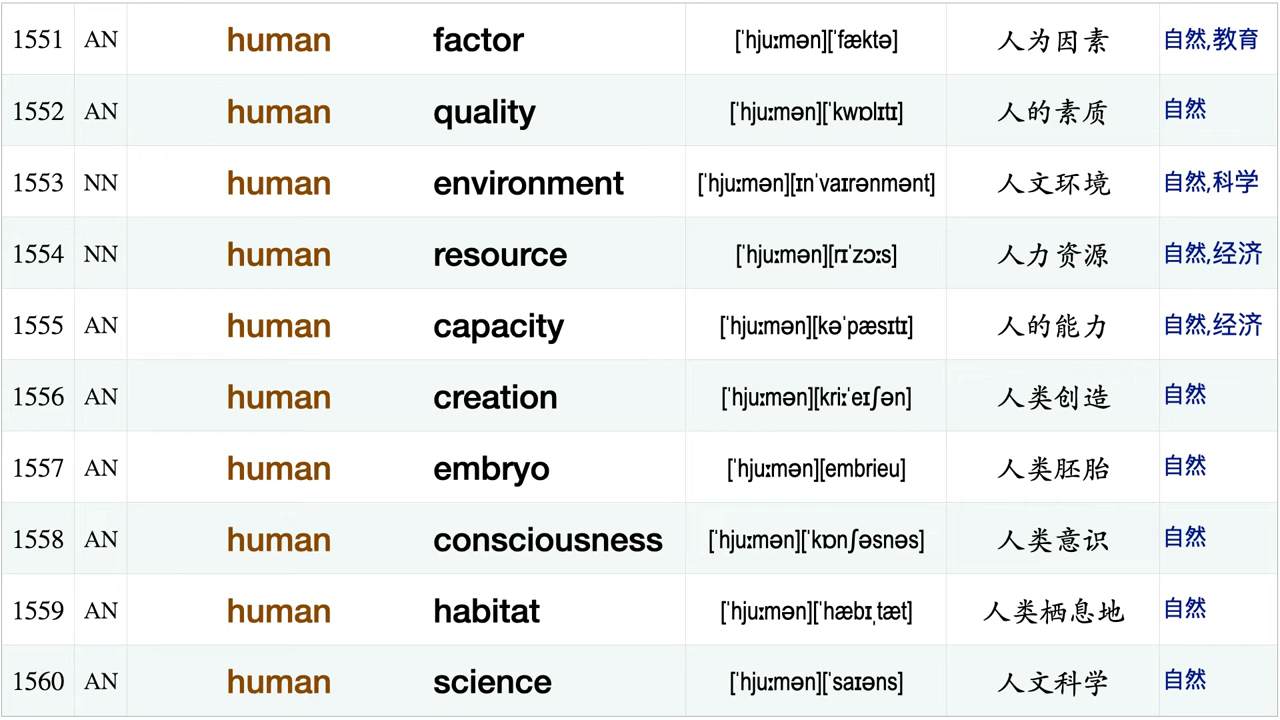 1551 AN human factor [ˈhjuːmən][ˈfæktə] 人为因素 自然,教育
1552 AN human quality [ˈhjuːmən][ˈkwɒlɪtɪ] 人的素质 自然
1553 NN human environment [ˈhjuːmən][ɪnˈvaɪrənmənt] 人文环境 自然,科学
1554 NN human resource [ˈhjuːmən][rɪˈzɔːs] 人力资源 自然,经济
1555 AN human capacity [ˈhjuːmən][kəˈpæsɪtɪ] 人的能力 自然,经济
1556 AN human creation [ˈhjuːmən][kriːˈeɪʃən] 人类创造 自然
1557 AN human embryo [ˈhjuːmən][embrieu] 人类胚胎 自然
1558 AN human consciousness [ˈhjuːmən][ˈkɒnʃəsnəs] 人类意识 自然
1559 AN human habitat [ˈhjuːmən][ˈhæbɪˌtæt] 人类栖息地 自然
1560 AN human science [ˈhjuːmən][ˈsaɪəns] 人文科学 自然